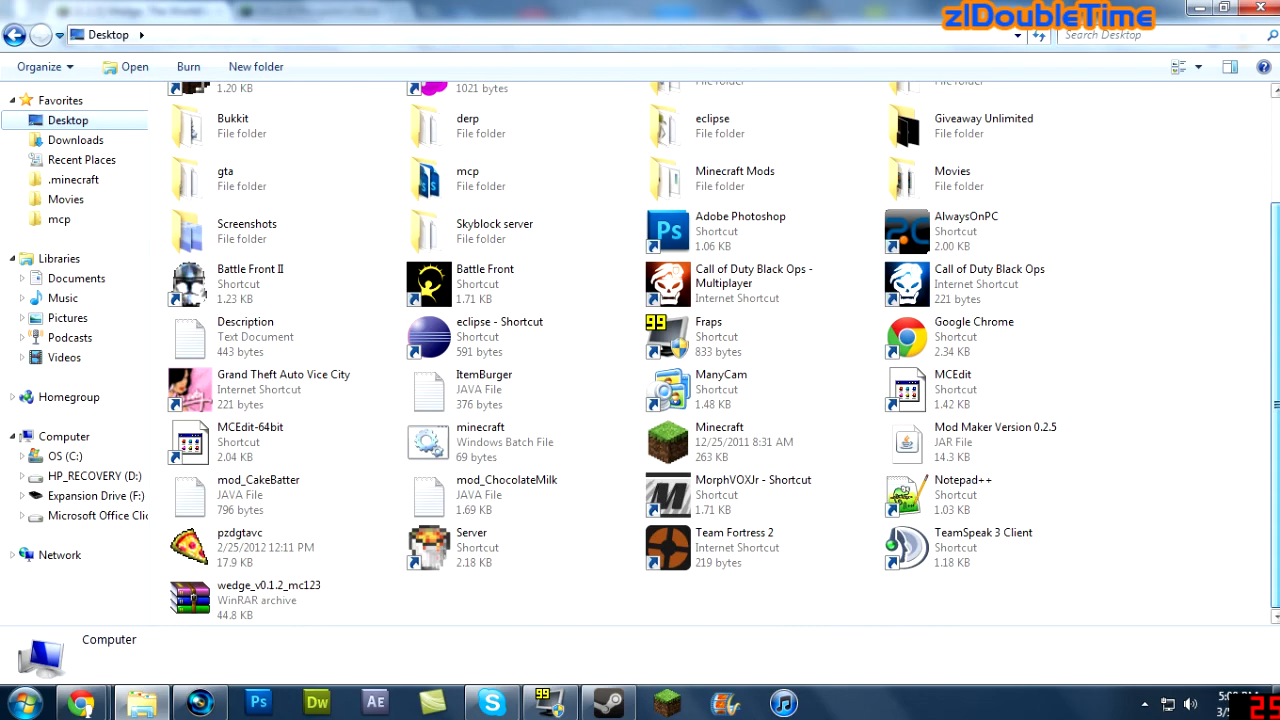 zIDoubleTime
Desktop
Search Desktop
Organize
Open
Burn
New folder
Favorites
Desktop
Downloads
Recent Places
.minecraft
Movies
mcp
Libraries
Documents
Music
Pictures
Podcasts
Videos
Homegroup
Computer
OS (C:)
HP_RECOVERY (D:)
Expansion Drive (F:)
Microsoft Office Clic
Network
1.20 KB
1021 bytes
File folder
File folder
Bukkit
File folder
derp
File folder
eclipse
File folder
Giveaway Unlimited
File folder
gta
File folder
mcp
File folder
Minecraft Mods
File folder
Movies
File folder
Screenshots
File folder
Skyblock server
File folder
Ps
Adobe Photoshop
Shortcut
1.06 KB
AlwaysOnPC
Shortcut
2.00 KB
Battle Front II
Shortcut
1.23 KB
Battle Front
Shortcut
1.71 KB
Call of Duty Black Ops -
Multiplayer
Internet Shortcut
Call of Duty Black Ops
Internet Shortcut
221 bytes
Description
Text Document
443 bytes
eclipse - Shortcut
Shortcut
591 bytes
99
Fraps
Shortcut
833 bytes
Google Chrome
Shortcut
2.34 KB
Grand Theft Auto Vice City
Internet Shortcut
221 bytes
ItemBurger
JAVA File
376 bytes
ManyCam
Shortcut
1.48 KB
MCEdit
Shortcut
1.42 KB
MCEdit-64bit
Shortcut
2.04 KB
minecraft
Windows Batch File
69 bytes
Minecraft
12/25/2011 8:31 AM
263 KB
Mod Maker Version 0.2.5
JAR File
14.3 KB
mod_CakeBatter
JAVA File
796 bytes
mod_ChocolateMilk
JAVA File
1.69 KB
MorphVOXJr - Shortcut
Shortcut
1.71 KB
Notepad++
Shortcut
1.03 KB
pzdgtavc
2/25/2012 12:11 PM
17.9 KB
Server
Shortcut
2.18 KB
Team Fortress 2
Internet Shortcut
219 bytes
TeamSpeak 3 Client
Shortcut
1.18 KB
wedge_v0.1.2_mc123
WinRAR archive
44.8 KB
Computer
Ps
Dw
Ae
99
25